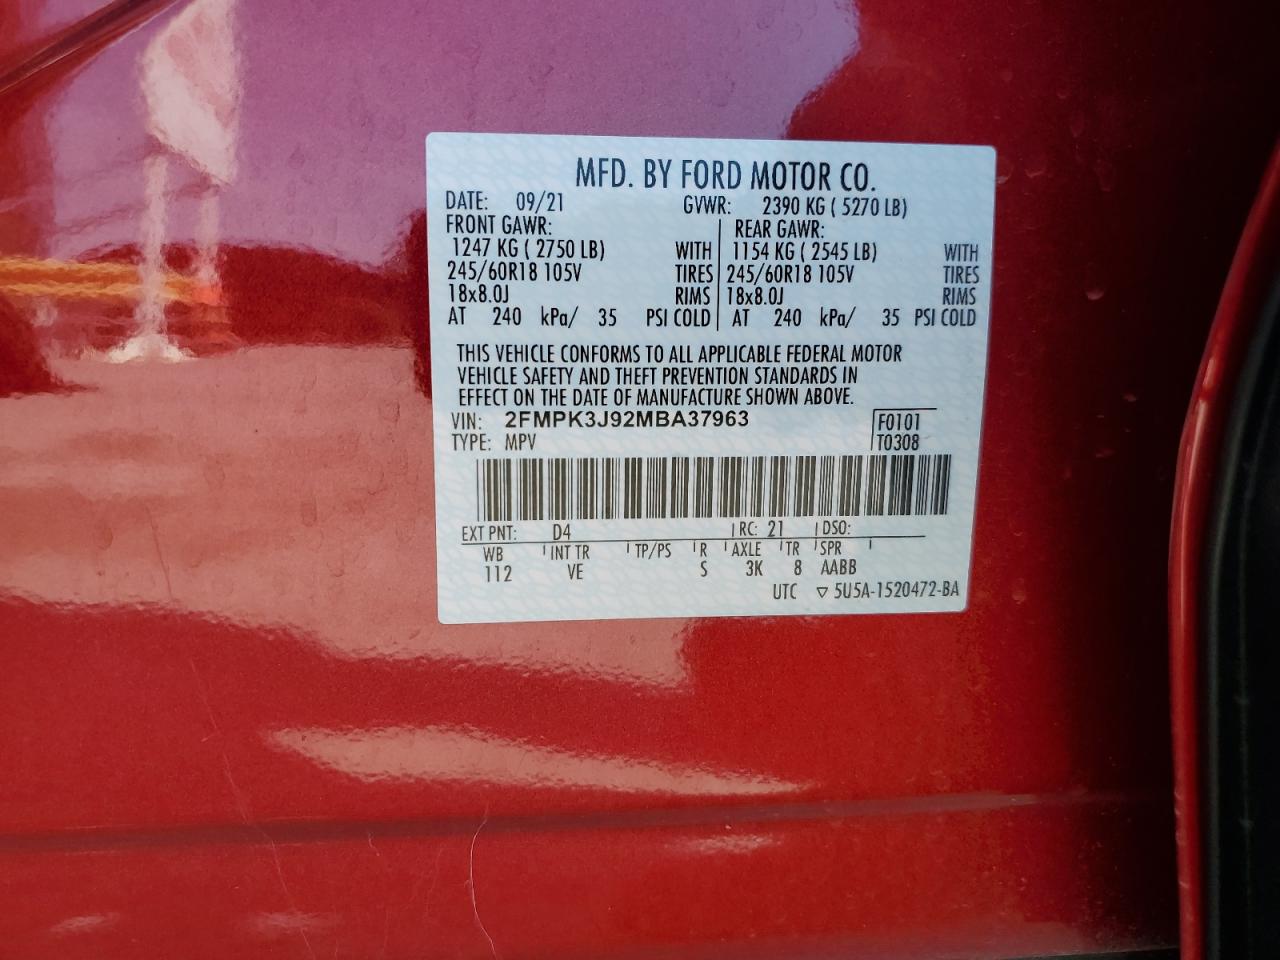 MFD. BY FORD MOTOR CO.
DATE: 09/21 GVWR: 2390 KG ( 5270 LB)
FRONT GAWR: REAR GAWR:
1247 KG ( 2750 LB) WITH 1154 KG ( 2545 LB) WITH
245/60R18 105V TIRES 245/60R18 105V TIRES
18x8.0J RIMS 18x8.0J RIMS
AT 240 kPa/ 35 PSI COLD AT 240 kPa/ 35 PSI COLD
THIS VEHICLE CONFORMS TO ALL APPLICABLE FEDERAL MOTOR
VEHICLE SAFETY AND THEFT PREVENTION STANDARDS IN
EFFECT ON THE DATE OF MANUFACTURE SHOWN ABOVE.
VIN: 2FMPK3J92MBA37963 F0101
TYPE: MPV T0308
EXT PNT: D4 RC: 21 DSO:
WB INT TR TP/PS R AXLE TR SPR
112 VE S 3K 8 AABB
UTC ▽ 5U5A-1520472-BA